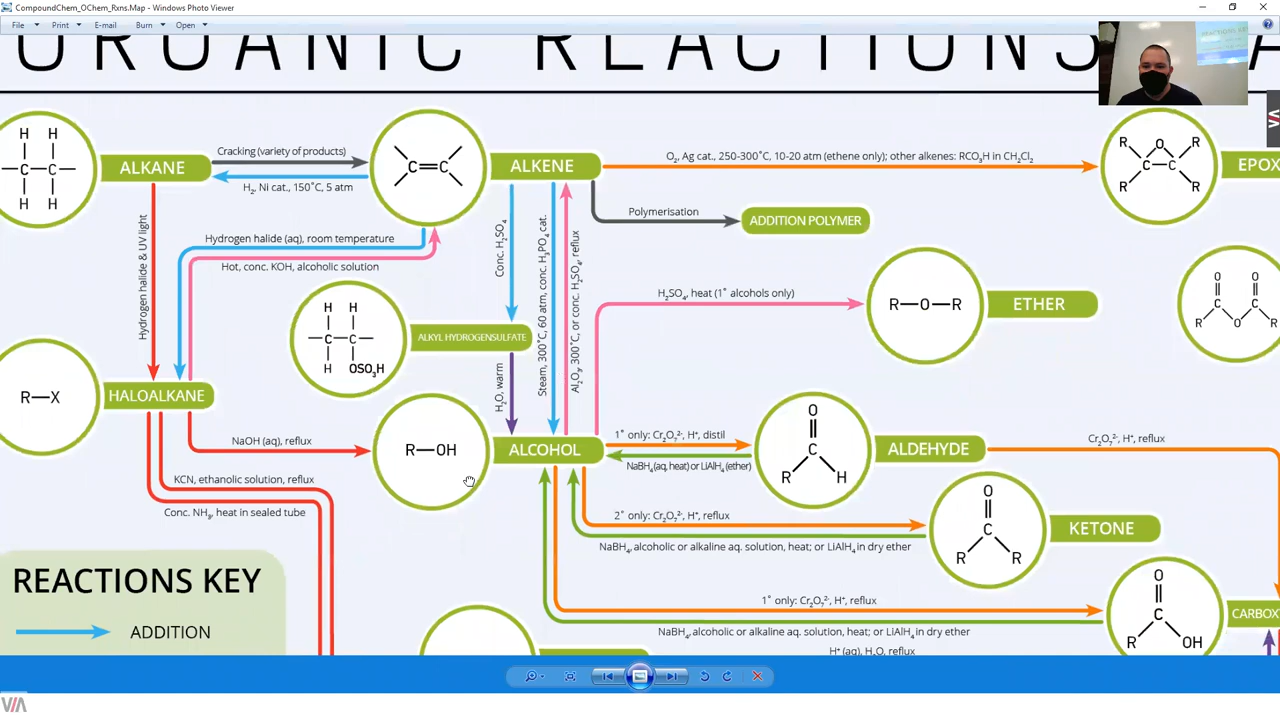 CompoundChem_OChem_Rxns.Map - Windows Photo Viewer
File Print E-mail Burn Open
ORGANIC REACTIONS
ALKANE
H H
C C
H H
Cracking (variety of products)
H₂, Ni cat., 150˚C, 5 atm
C=C
ALKENE
O₂, Ag cat., 250-300˚C, 10-20 atm (ethene only); other alkenes: RCO₃H in CH₂Cl₂
R O R
C—C
R R
EPOX
Polymerisation
ADDITION POLYMER
Hydrogen halide (aq), room temperature
Hot, conc. KOH, alcoholic solution
Hydrogen halide & UV light
Conc. H₂SO₄
Steam, 300˚C, 60 atm, conc. H₃PO₄ cat.
Al₂O₃, 300˚C, or conc. H₂SO₄, reflux
H H
C C
H OSO₃H
ALKYL HYDROGENSULFATE
H₂O, warm
H₂SO₄, heat (1˚ alcohols only)
R—O—R
ETHER
O O
C C
R O R
R—X
HALOALKANE
NaOH (aq), reflux
R—OH
ALCOHOL
1˚ only: Cr₂O₇²⁻, H⁺, distil
NaBH₄ (aq, heat) or LiAlH₄ (ether)
O
C
R H
ALDEHYDE
Cr₂O₇²⁻, H⁺, reflux
KCN, ethanolic solution, reflux
Conc. NH₃, heat in sealed tube
2˚ only: Cr₂O₇²⁻, H⁺, reflux
NaBH₄, alcoholic or alkaline aq. solution, heat; or LiAlH₄ in dry ether
O
C
R R
KETONE
1˚ only: Cr₂O₇²⁻, H⁺, reflux
NaBH₄, alcoholic or alkaline aq. solution, heat; or LiAlH₄ in dry ether
O
C
R OH
CARBOX
H⁺ (aq), H₂O, reflux
REACTIONS KEY
ADDITION
VIA